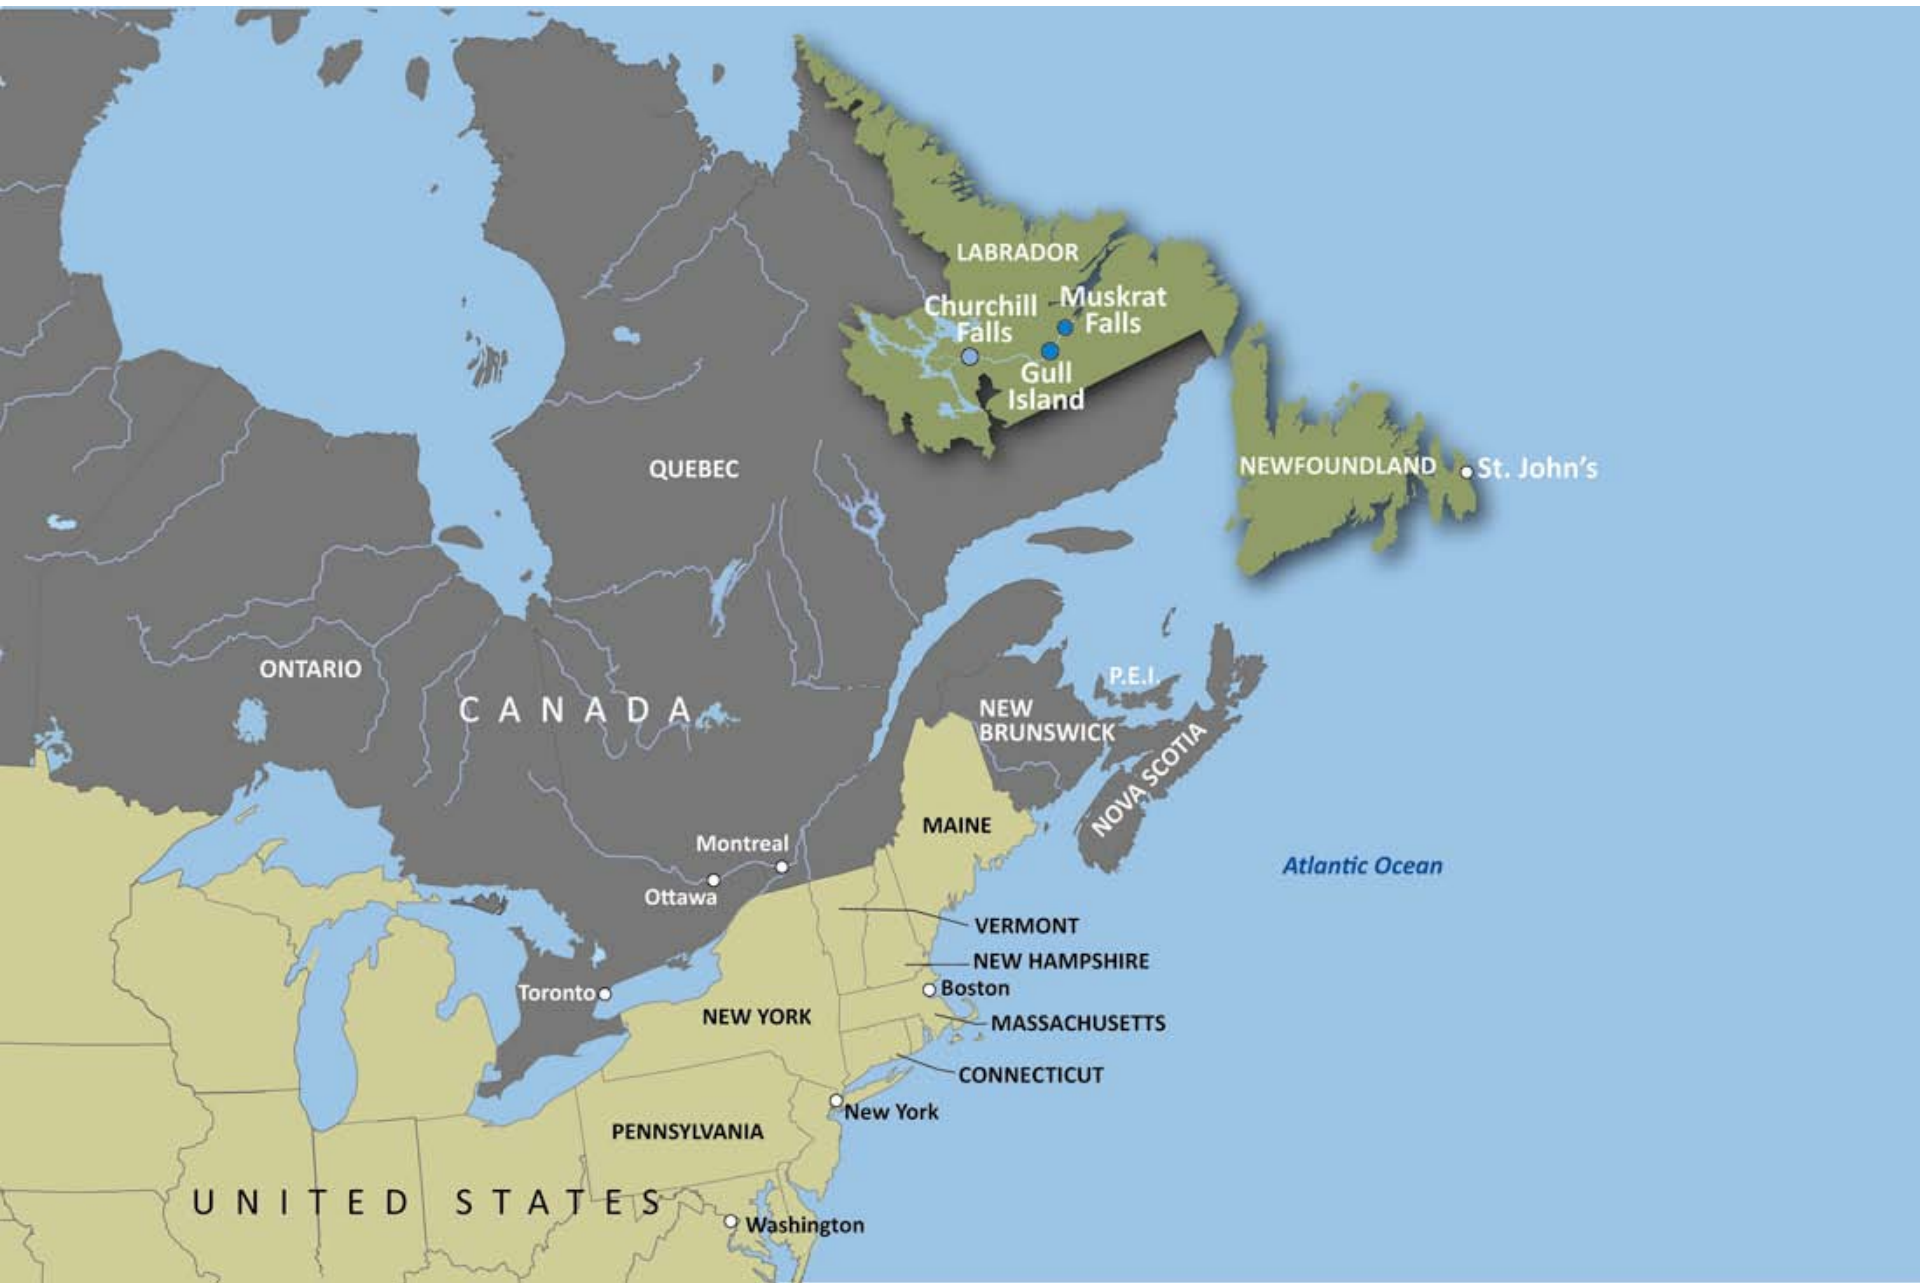 LABRADOR
Churchill
Falls
Muskrat
Falls
Gull
Island
QUEBEC
NEWFOUNDLAND
St. John's
ONTARIO
CANADA
P.E.I.
NEW
BRUNSWICK
NOVA SCOTIA
MAINE
Montreal
Ottawa
Atlantic Ocean
VERMONT
NEW HAMPSHIRE
Boston
Toronto
NEW YORK
MASSACHUSETTS
CONNECTICUT
New York
PENNSYLVANIA
UNITED STATES
Washington